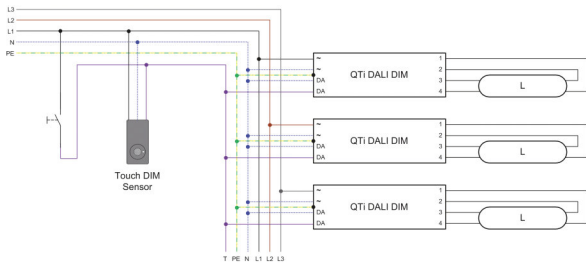 L3
L2
L1
N
PE
~
~
DA
DA
QTi DALI DIM
1
2
3
4
L
~
~
DA
DA
QTi DALI DIM
1
2
3
4
L
Touch DIM
Sensor
~
~
DA
DA
QTi DALI DIM
1
2
3
4
L
T PE N L1 L2 L3